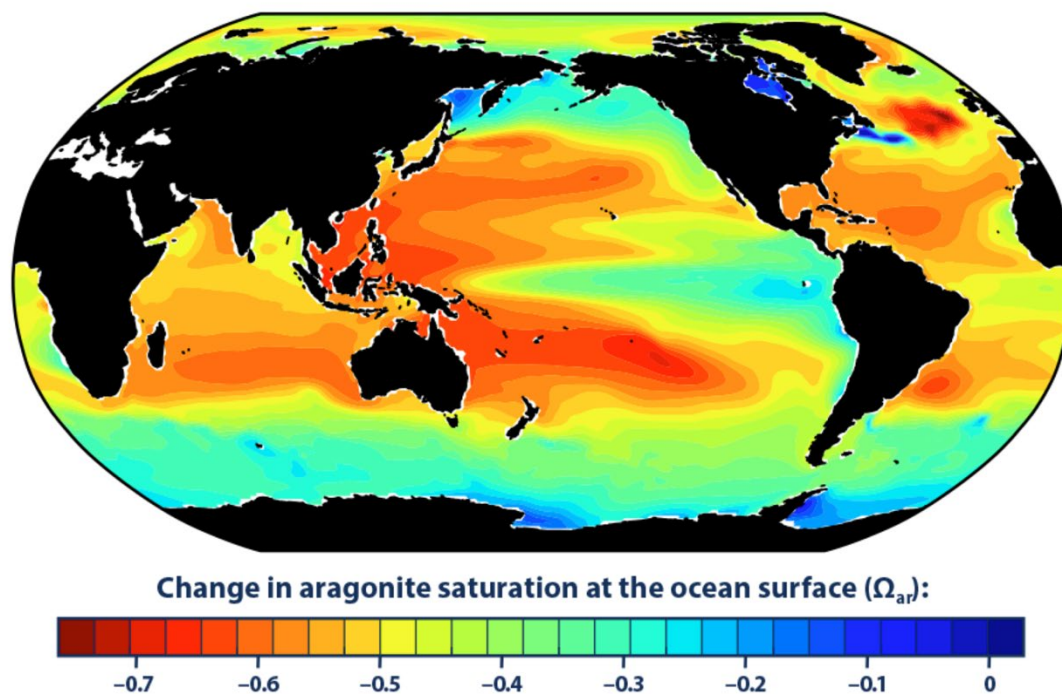 Change in aragonite saturation at the ocean surface (Ωar):
−0.7 −0.6 −0.5 −0.4 −0.3 −0.2 −0.1 0